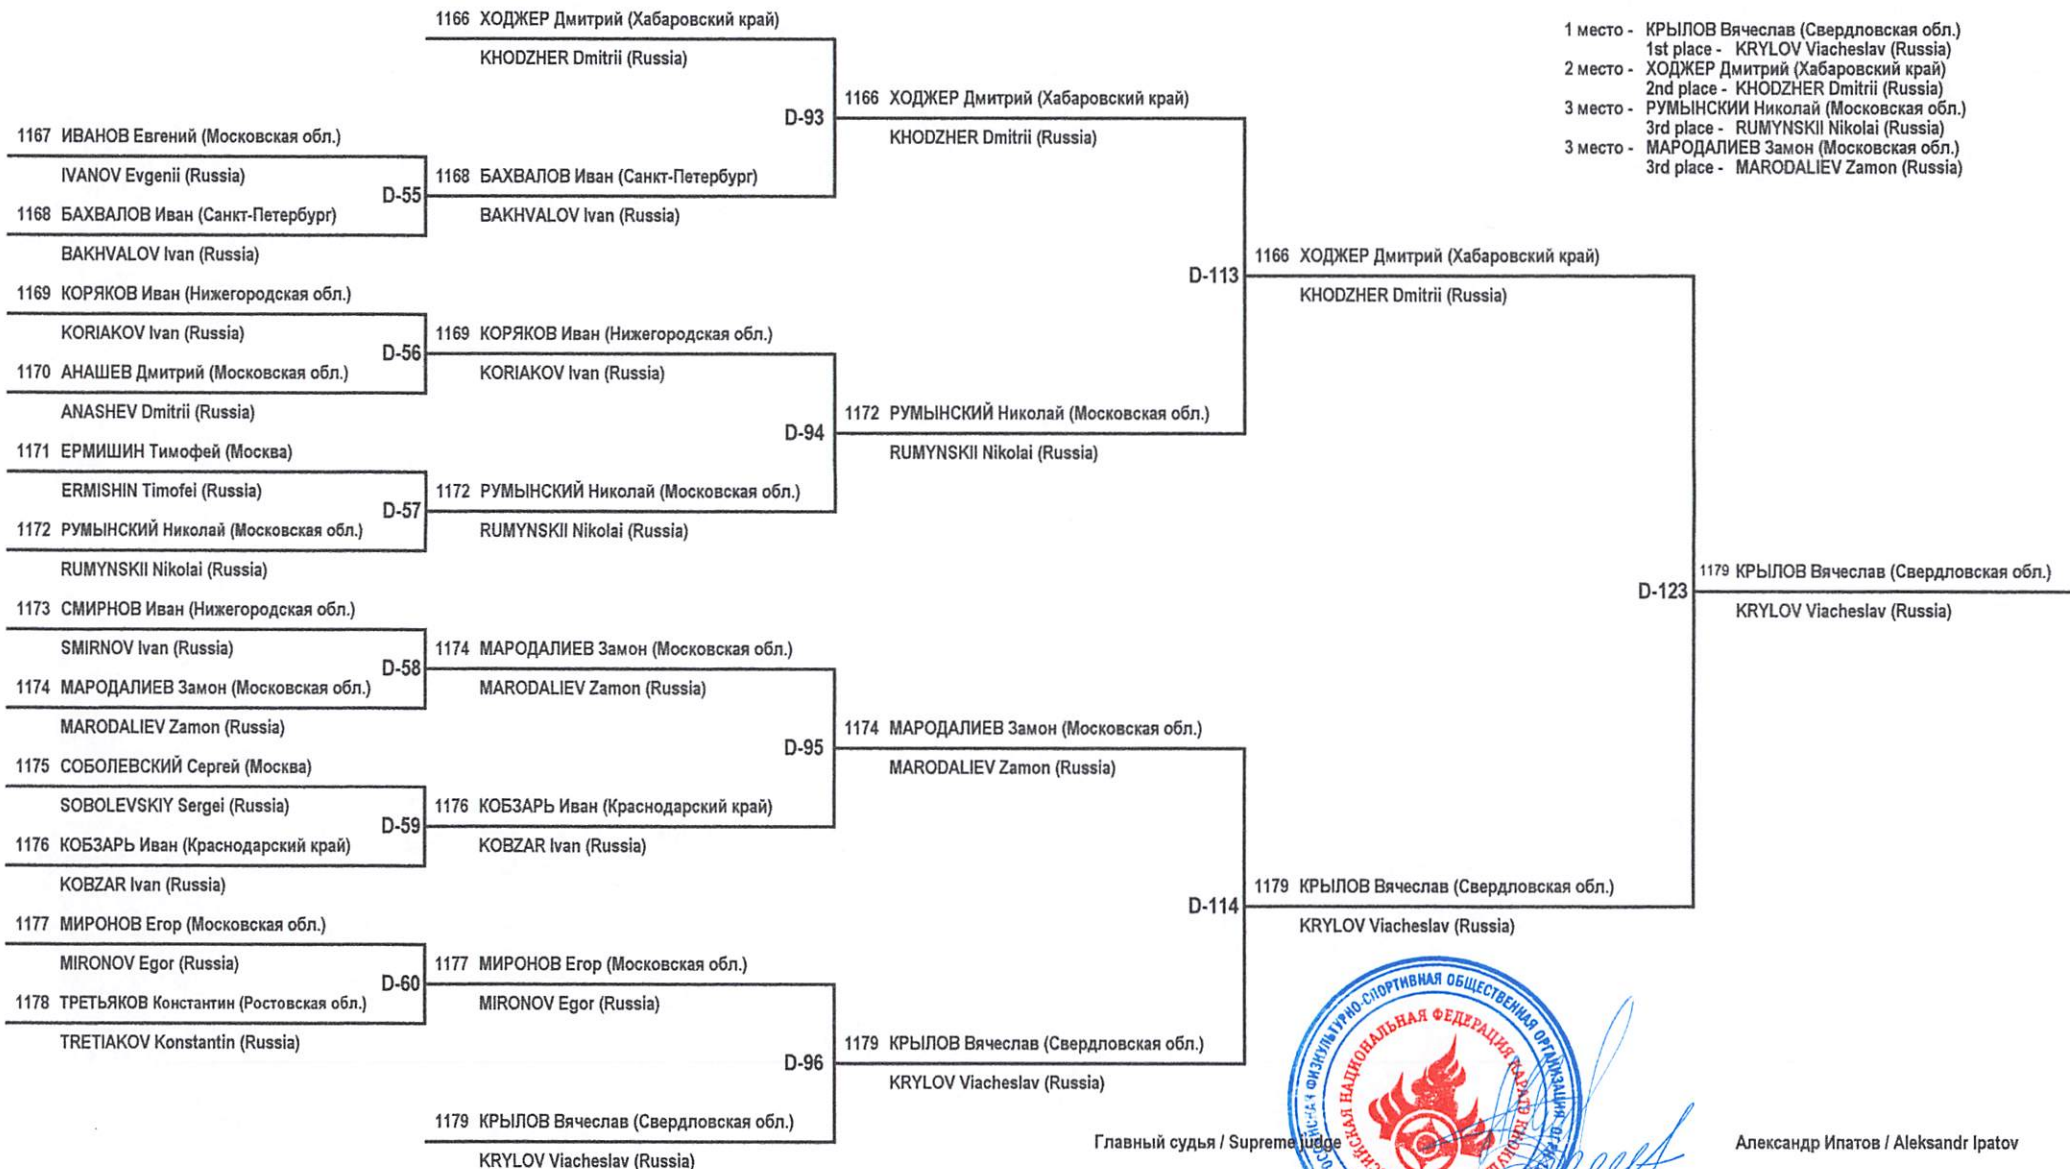 1166 ХОДЖЕР Дмитрий (Хабаровский край)
KHODZHER Dmitrii (Russia)
1167 ИВАНОВ Евгений (Московская обл.)
IVANOV Evgenii (Russia)
1168 БАХВАЛОВ Иван (Санкт-Петербург)
BAKHVALOV Ivan (Russia)
1169 КОРЯКОВ Иван (Нижегородская обл.)
KORIAKOV Ivan (Russia)
1170 АНАШЕВ Дмитрий (Московская обл.)
ANASHEV Dmitrii (Russia)
1171 ЕРМИШИН Тимофей (Москва)
ERMISHIN Timofei (Russia)
1172 РУМЫНСКИЙ Николай (Московская обл.)
RUMYNSKII Nikolai (Russia)
1173 СМИРНОВ Иван (Нижегородская обл.)
SMIRNOV Ivan (Russia)
1174 МАРОДАЛИЕВ Замон (Московская обл.)
MARODALIEV Zamon (Russia)
1175 СОБОЛЕВСКИЙ Сергей (Москва)
SOBOLEVSKIY Sergei (Russia)
1176 КОБЗАРЬ Иван (Краснодарский край)
KOBZAR Ivan (Russia)
1177 МИРОНОВ Егор (Московская обл.)
MIRONOV Egor (Russia)
1178 ТРЕТЬЯКОВ Константин (Ростовская обл.)
TRETIAKOV Konstantin (Russia)
D-55
D-56
D-57
D-58
D-59
D-60
1168 БАХВАЛОВ Иван (Санкт-Петербург)
BAKHVALOV Ivan (Russia)
1169 КОРЯКОВ Иван (Нижегородская обл.)
KORIAKOV Ivan (Russia)
1172 РУМЫНСКИЙ Николай (Московская обл.)
RUMYNSKII Nikolai (Russia)
1174 МАРОДАЛИЕВ Замон (Московская обл.)
MARODALIEV Zamon (Russia)
1176 КОБЗАРЬ Иван (Краснодарский край)
KOBZAR Ivan (Russia)
1177 МИРОНОВ Егор (Московская обл.)
MIRONOV Egor (Russia)
1179 КРЫЛОВ Вячеслав (Свердловская обл.)
KRYLOV Viacheslav (Russia)
D-93
D-94
D-95
D-96
1166 ХОДЖЕР Дмитрий (Хабаровский край)
KHODZHER Dmitrii (Russia)
1172 РУМЫНСКИЙ Николай (Московская обл.)
RUMYNSKII Nikolai (Russia)
1174 МАРОДАЛИЕВ Замон (Московская обл.)
MARODALIEV Zamon (Russia)
1179 КРЫЛОВ Вячеслав (Свердловская обл.)
KRYLOV Viacheslav (Russia)
D-113
D-114
1166 ХОДЖЕР Дмитрий (Хабаровский край)
KHODZHER Dmitrii (Russia)
1179 КРЫЛОВ Вячеслав (Свердловская обл.)
KRYLOV Viacheslav (Russia)
D-123
1179 КРЫЛОВ Вячеслав (Свердловская обл.)
KRYLOV Viacheslav (Russia)
1 место - КРЫЛОВ Вячеслав (Свердловская обл.)
1st place - KRYLOV Viacheslav (Russia)
2 место - ХОДЖЕР Дмитрий (Хабаровский край)
2nd place - KHODZHER Dmitrii (Russia)
3 место - РУМЫНСКИЙ Николай (Московская обл.)
3rd place - RUMYNSKII Nikolai (Russia)
3 место - МАРОДАЛИЕВ Замон (Московская обл.)
3rd place - MARODALIEV Zamon (Russia)
ФИЗКУЛЬТУРНО-СПОРТИВНАЯ ОБЩЕСТВЕННАЯ ОРГАНИЗАЦИЯ
НАЦИОНАЛЬНАЯ ФЕДЕРАЦИЯ КАРАТЭ
Главный судья / Supreme judge
Александр Ипатов / Aleksandr Ipatov